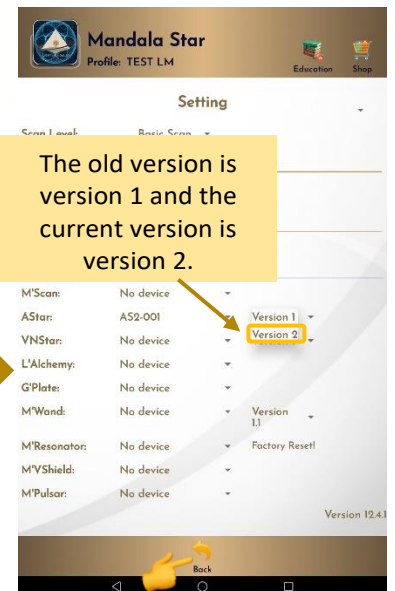 Mandala Star
Profile: TEST LM
Education
Shop
Setting
Scan Level: Basic Scan
The old version is
version 1 and the
current version is
version 2.
M'Scan: No device
AStar: AS2-001 Version 1
Version 2
VNStar: No device
L'Alchemy: No device
G'Plate: No device
M'Wand: No device Version
1.1
M'Resonator: No device Factory Reset!
M'VShield: No device
M'Pulsar: No device
Version 12.4.1
Back